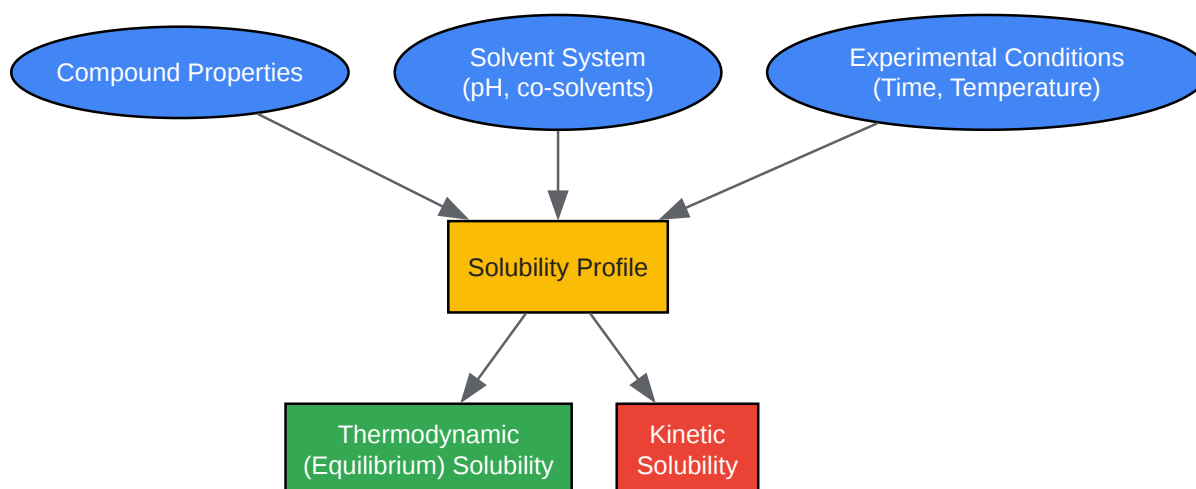 Compound Properties
Solvent System
(pH, co-solvents)
Experimental Conditions
(Time, Temperature)
Solubility Profile
Thermodynamic
(Equilibrium) Solubility
Kinetic
Solubility